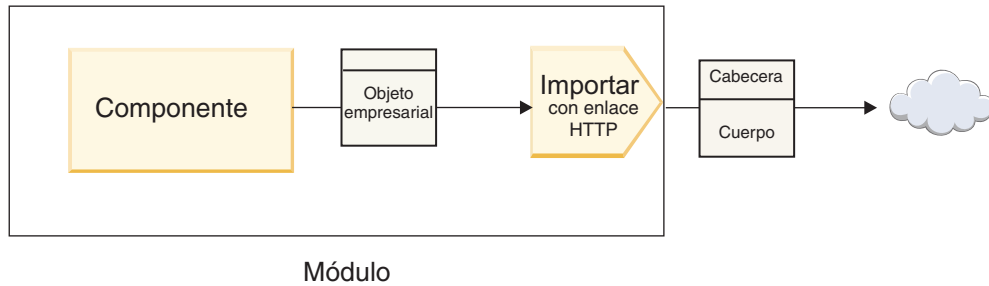 Componente
Objeto
empresarial
Importar
con enlace
HTTP
Cabecera
Cuerpo
Módulo